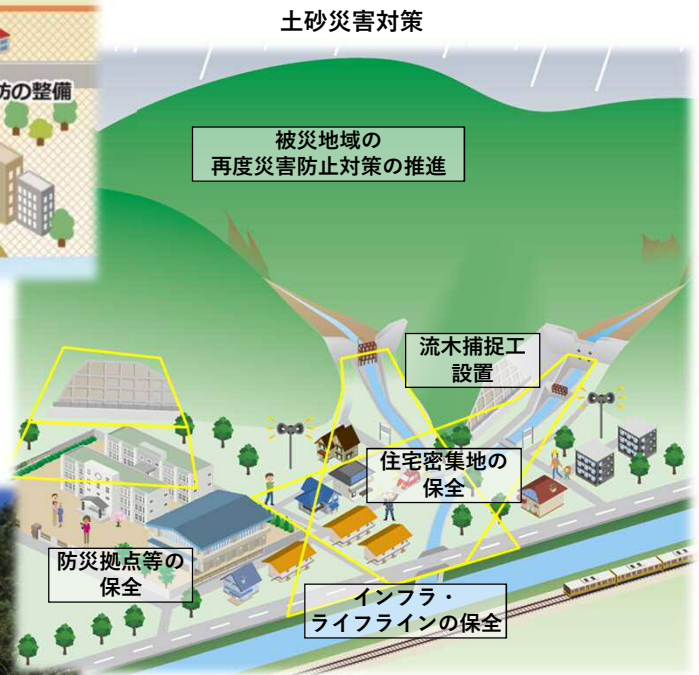 土砂災害対策
の整備
被災地域の
再度災害防止対策の推進
流木捕捉工
設置
住宅密集地の
保全
防災拠点等の
保全
インフラ・
ライフラインの保全